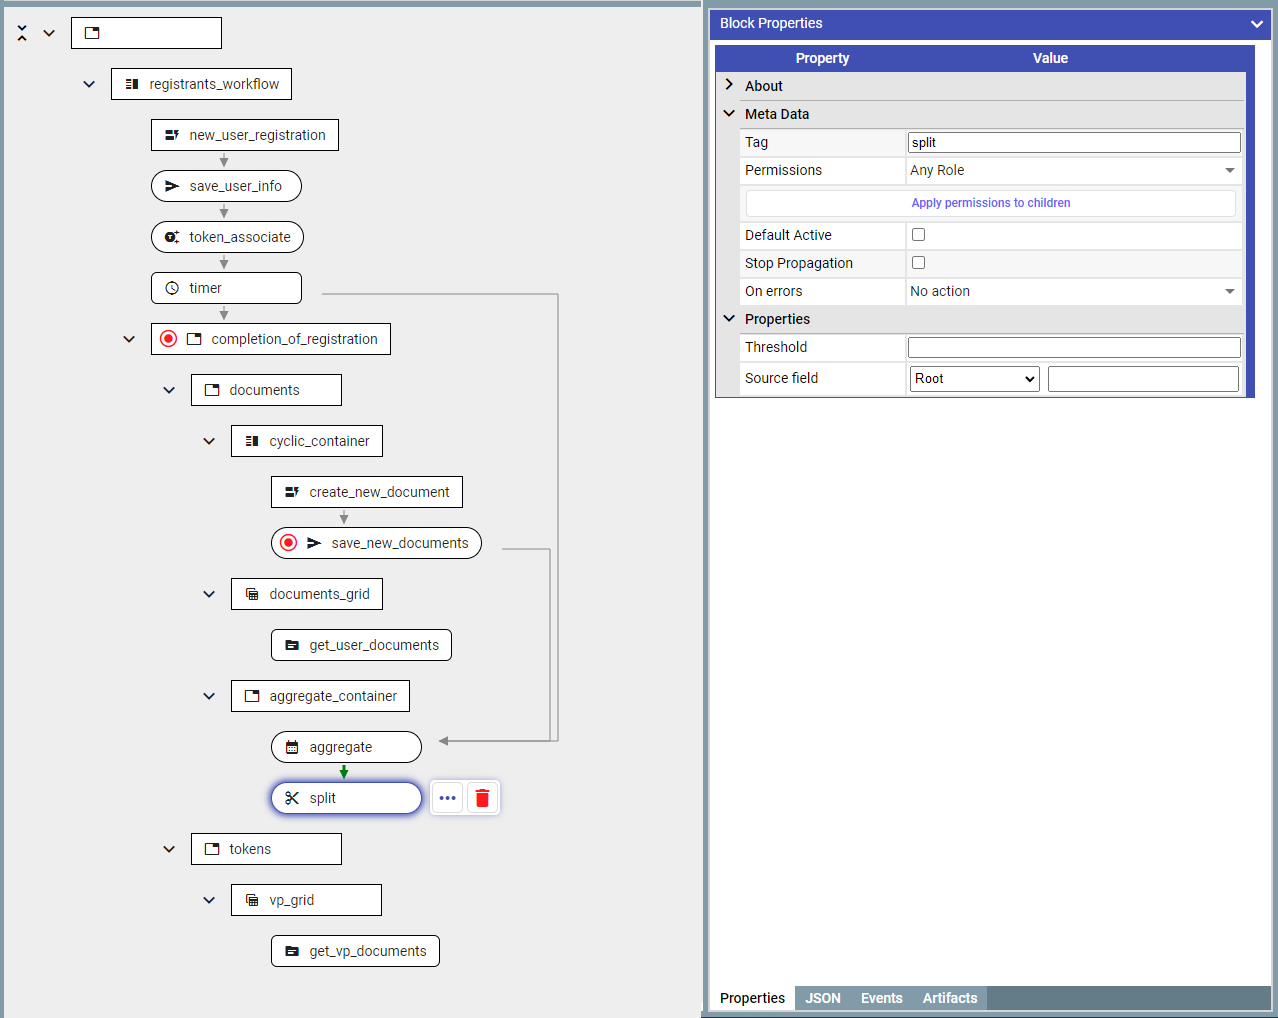 registrants_workflow
new_user_registration
save_user_info
token_associate
timer
completion_of_registration
documents
cyclic_container
create_new_document
save_new_documents
documents_grid
get_user_documents
aggregate_container
aggregate
split
tokens
vp_grid
get_vp_documents
Block Properties
Property Value
About
Meta Data
Tag split
Permissions Any Role
Apply permissions to children
Default Active
Stop Propagation
On errors No action
Properties
Threshold
Source field Root
Properties JSON Events Artifacts